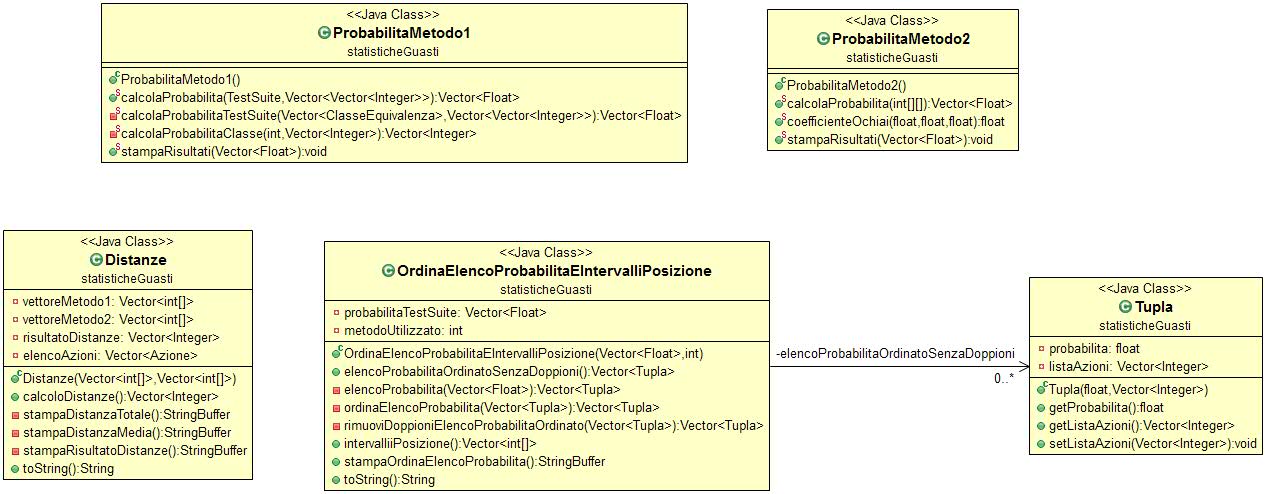 <<Java Class>>
ProbabilitaMetodo1
statisticheGuasti
ProbabilitaMetodo1()
calcolaProbabilita(TestSuite,Vector<Vector<Integer>>):Vector<Float>
calcolaProbabilitaTestSuite(Vector<ClasseEquivalenza>,Vector<Vector<Integer>>):Vector<Float>
calcolaProbabilitaClasse(int,Vector<Integer>):Vector<Integer>
stampaRisultati(Vector<Float>):void
<<Java Class>>
ProbabilitaMetodo2
statisticheGuasti
ProbabilitaMetodo2()
calcolaProbabilita(int[][]):Vector<Float>
coefficienteOchiai(float,float,float):float
stampaRisultati(Vector<Float>):void
<<Java Class>>
Distanze
statisticheGuasti
vettoreMetodo1: Vector<int[]>
vettoreMetodo2: Vector<int[]>
risultatoDistanze: Vector<Integer>
elencoAzioni: Vector<Azione>
Distanze(Vector<int[]>,Vector<int[]>)
calcoloDistanze():Vector<Integer>
stampaDistanzaTotale():StringBuffer
stampaDistanzaMedia():StringBuffer
stampaRisultatoDistanze():StringBuffer
toString():String
<<Java Class>>
OrdinaElencoProbabilitaEIntervalliPosizione
statisticheGuasti
probabilitaTestSuite: Vector<Float>
metodoUtilizzato: int
OrdinaElencoProbabilitaEIntervalliPosizione(Vector<Float>,int)
elencoProbabilitaOrdinatoSenzaDoppioni():Vector<Tupla>
elencoProbabilita(Vector<Float>):Vector<Tupla>
ordinaElencoProbabilita(Vector<Tupla>):Vector<Tupla>
rimuoviDoppioniElencoProbabilitaOrdinato(Vector<Tupla>):Vector<Tupla>
intervalliiPosizione():Vector<int[]>
stampaOrdinaElencoProbabilita():StringBuffer
toString():String
-elencoProbabilitaOrdinatoSenzaDoppioni
0..*
<<Java Class>>
Tupla
statisticheGuasti
probabilita: float
listaAzioni: Vector<Integer>
Tupla(float,Vector<Integer>)
getProbabilita():float
getListaAzioni():Vector<Integer>
setListaAzioni(Vector<Integer>):void